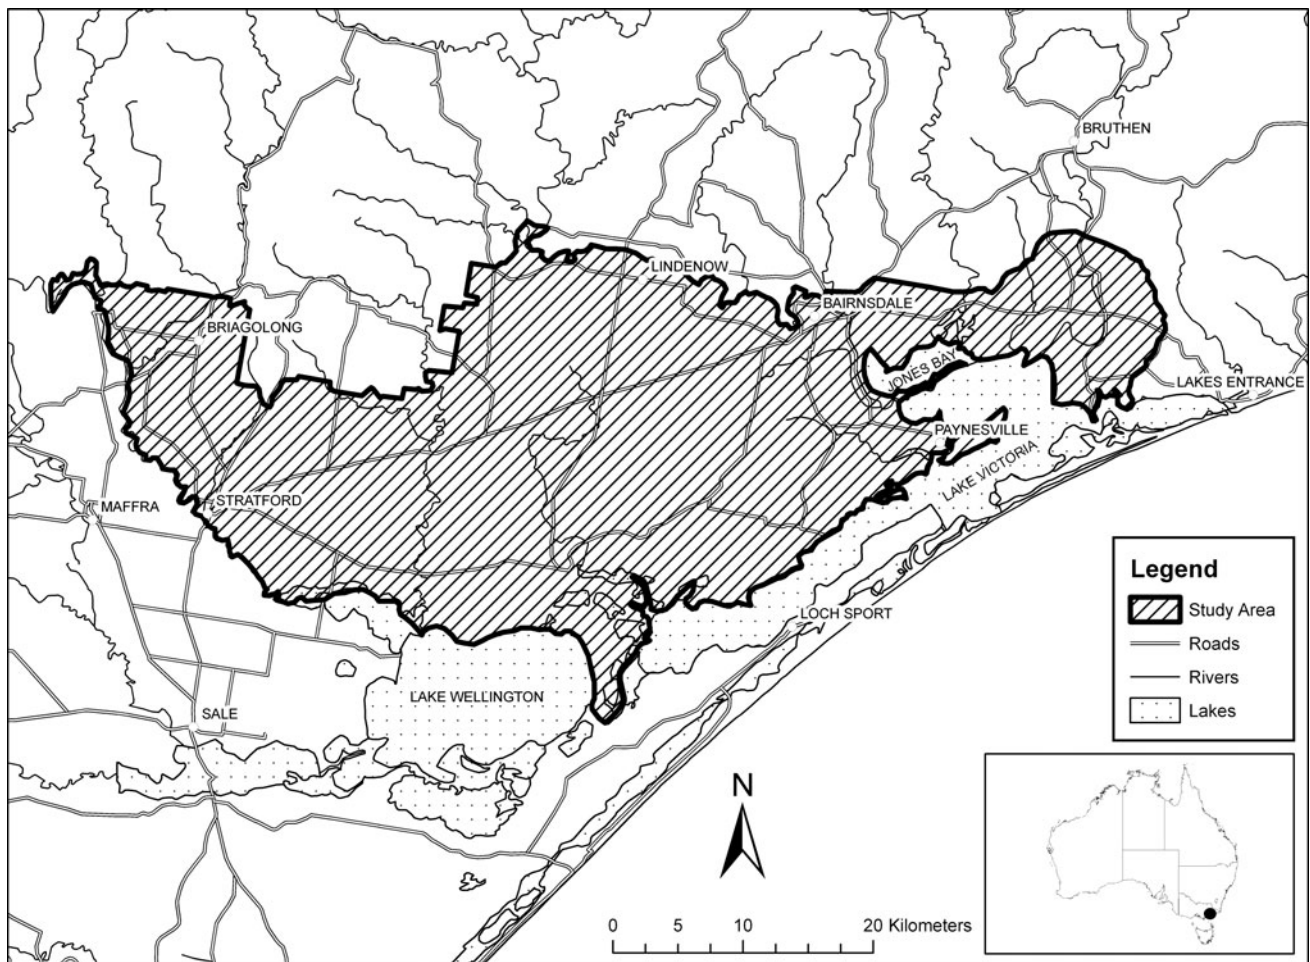 BRUTHEN
LINDENOW
BAIRNSDALE
BRIAGOLONG
JONES BAY
LAKES ENTRANCE
PAYNESVILLE
LAKE VICTORIA
STRATFORD
MAFFRA
LOCH SPORT
LAKE WELLINGTON
SALE
Legend
Study Area
Roads
Rivers
Lakes
N
0 5 10 20 Kilometers